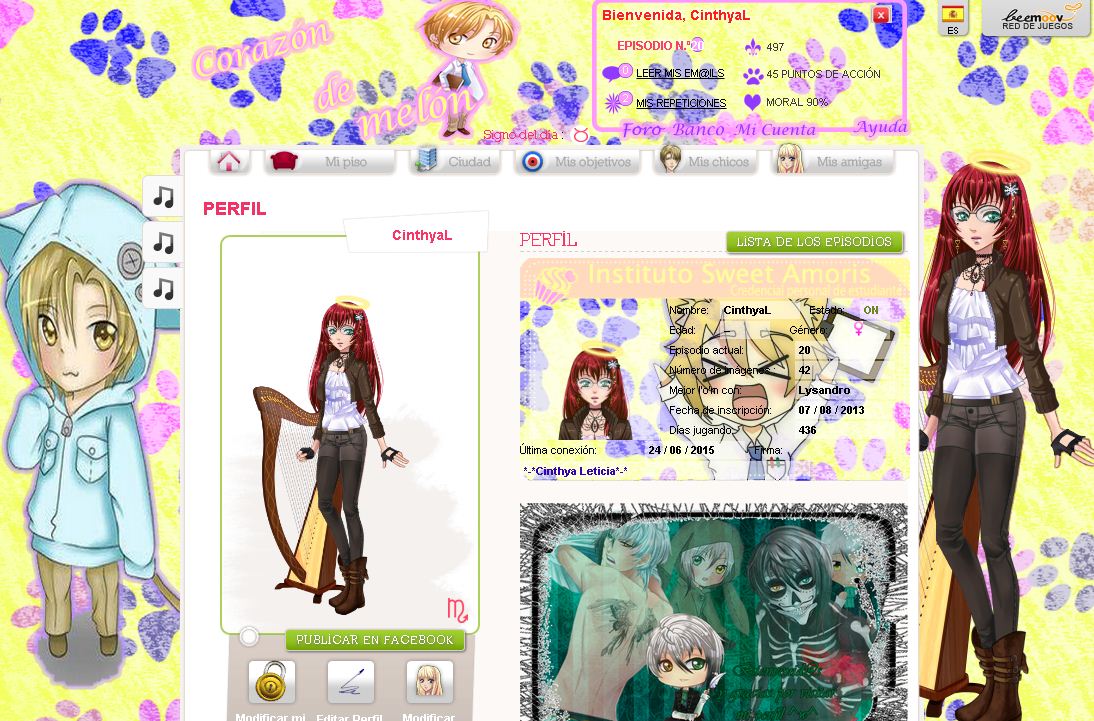 Corazón
de
melón
Bienvenida, CinthyaL
EPISODIO N.º20
497
LEER MIS EM@ILS
45 PUNTOS DE ACCIÓN
MIS REPETICIONES
MORAL 90%
Signo del día :
Foro Banco Mi Cuenta Ayuda
ES
beemoov
RED DE JUEGOS
Mi piso
Ciudad
Mis objetivos
Mis chicos
Mis amigas
PERFIL
CinthyaL
PERFIL
LISTA DE LOS EPISODIOS
Instituto Sweet Amoris
Credencial personal de estudiante
Nombre: CinthyaL Estado: ON
Edad: Género:
Episodio actual: 20
Número de imágenes : 42
Mejor l'o'm con: Lysandro
Fecha de inscripción: 07 / 08 / 2013
Días jugando: 436
Última conexión: 24 / 06 / 2015 Firma:
*-*Cinthya Leticia*-*
PUBLICAR EN FACEBOOK
Modificar mi
Editar Perfil
Modificar